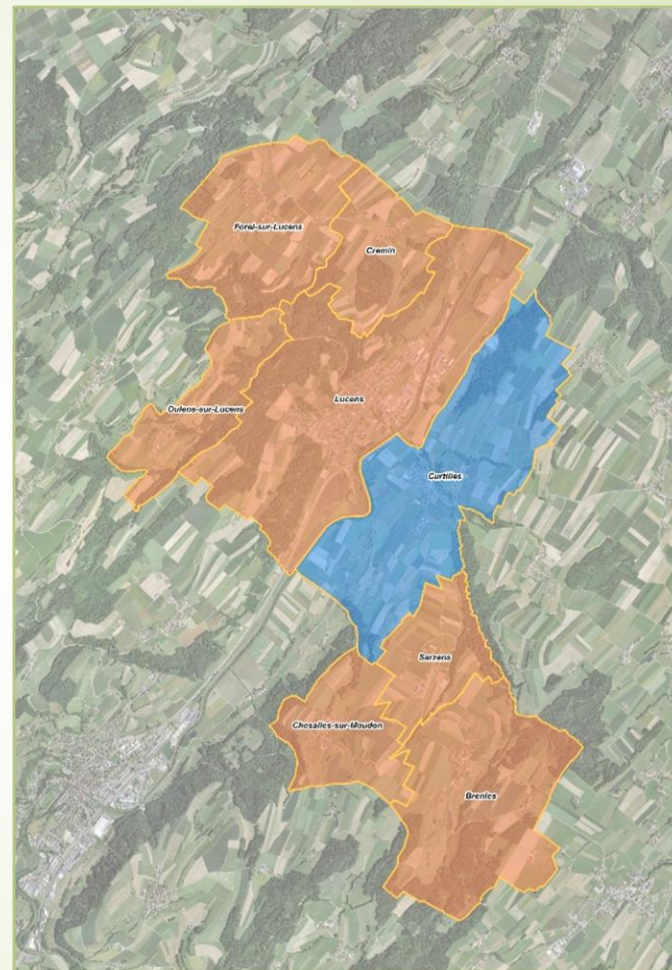 Forel-sur-Lucens
Cremin
Lucens
Oulens-sur-Lucens
Curtilles
Sarzens
Chesalles-sur-Moudon
Brenles